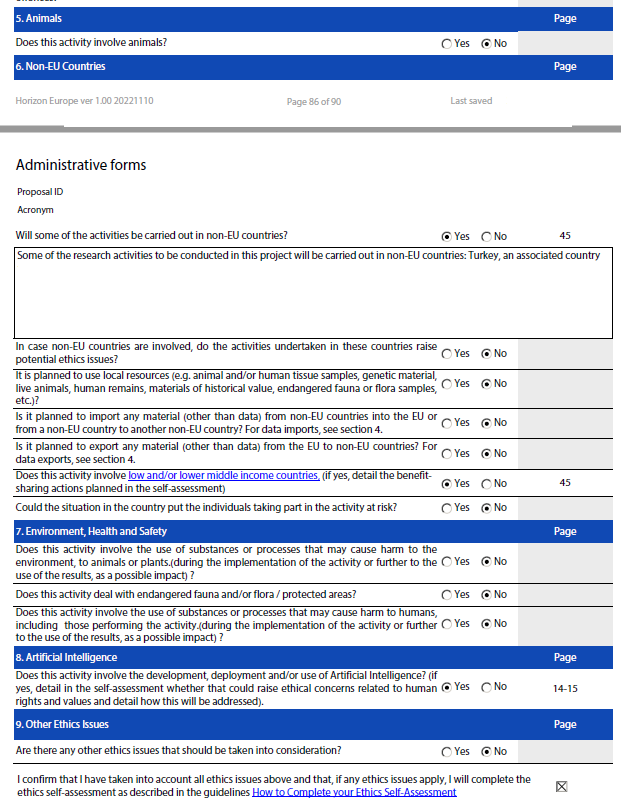 5. Animals Page
Does this activity involve animals? Yes No
6. Non-EU Countries Page
Horizon Europe ver 1.00 20221110 Page 86 of 90 Last saved
Administrative forms
Proposal ID
Acronym
Will some of the activities be carried out in non-EU countries? Yes No 45
Some of the research activities to be conducted in this project will be carried out in non-EU countries: Turkey, an associated country
In case non-EU countries are involved, do the activities undertaken in these countries raise
potential ethics issues? Yes No
It is planned to use local resources (e.g. animal and/or human tissue samples, genetic material,
live animals, human remains, materials of historical value, endangered fauna or flora samples, Yes No
etc.)?
Is it planned to import any material (other than data) from non-EU countries into the EU or
from a non-EU country to another non-EU country? For data imports, see section 4. Yes No
Is it planned to export any material (other than data) from the EU to non-EU countries? For
data exports, see section 4. Yes No
Does this activity involve low and/or lower middle income countries, (if yes, detail the benefit-
sharing actions planned in the self-assessment) Yes No 45
Could the situation in the country put the individuals taking part in the activity at risk? Yes No
7. Environment, Health and Safety Page
Does this activity involve the use of substances or processes that may cause harm to the
environment, to animals or plants.(during the implementation of the activity or further to the Yes No
use of the results, as a possible impact) ?
Does this activity deal with endangered fauna and/or flora / protected areas? Yes No
Does this activity involve the use of substances or processes that may cause harm to humans,
including those performing the activity.(during the implementation of the activity or further Yes No
to the use of the results, as a possible impact) ?
8. Artificial Intelligence Page
Does this activity involve the development, deployment and/or use of Artificial Intelligence? (if
yes, detail in the self-assessment whether that could raise ethical concerns related to human Yes No 14-15
rights and values and detail how this will be addressed).
9. Other Ethics Issues Page
Are there any other ethics issues that should be taken into consideration? Yes No
I confirm that I have taken into account all ethics issues above and that, if any ethics issues apply, I will complete the
ethics self-assessment as described in the guidelines How to Complete your Ethics Self-Assessment